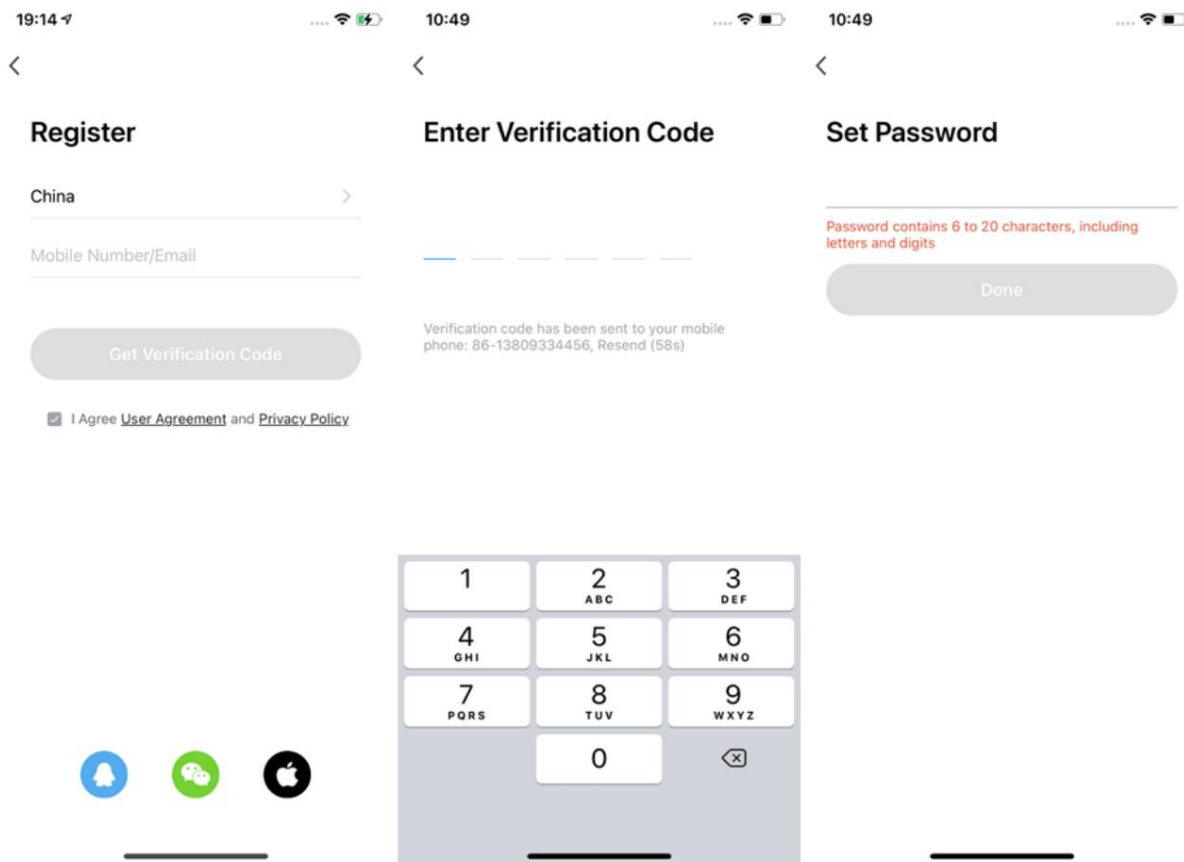 19:14
Register
China
Mobile Number/Email
Get Verification Code
I Agree User Agreement and Privacy Policy
10:49
Enter Verification Code
Verification code has been sent to your mobile
phone: 86-13809334456, Resend (58s)
1
2
ABC
3
DEF
4
GHI
5
JKL
6
MNO
7
PQRS
8
TUV
9
WXYZ
0
10:49
Set Password
Password contains 6 to 20 characters, including
letters and digits
Done